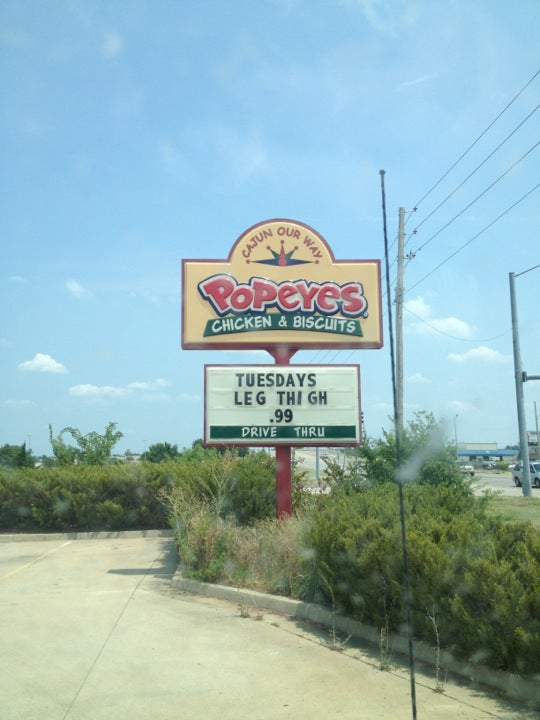 CAJUN OUR WAY
POPEYES
CHICKEN & BISCUITS
TUESDAYS
LEG THIGH
.99
DRIVE THRU